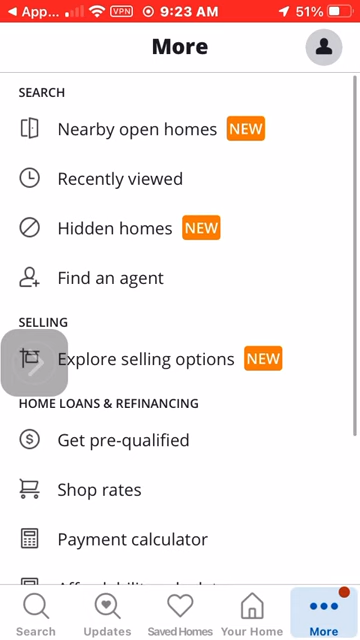 App...
VPN
9:23 AM
51%
More
SEARCH
Nearby open homes NEW
Recently viewed
Hidden homes NEW
Find an agent
SELLING
Explore selling options NEW
HOME LOANS & REFINANCING
Get pre-qualified
Shop rates
Payment calculator
Search Updates Saved Homes Your Home More